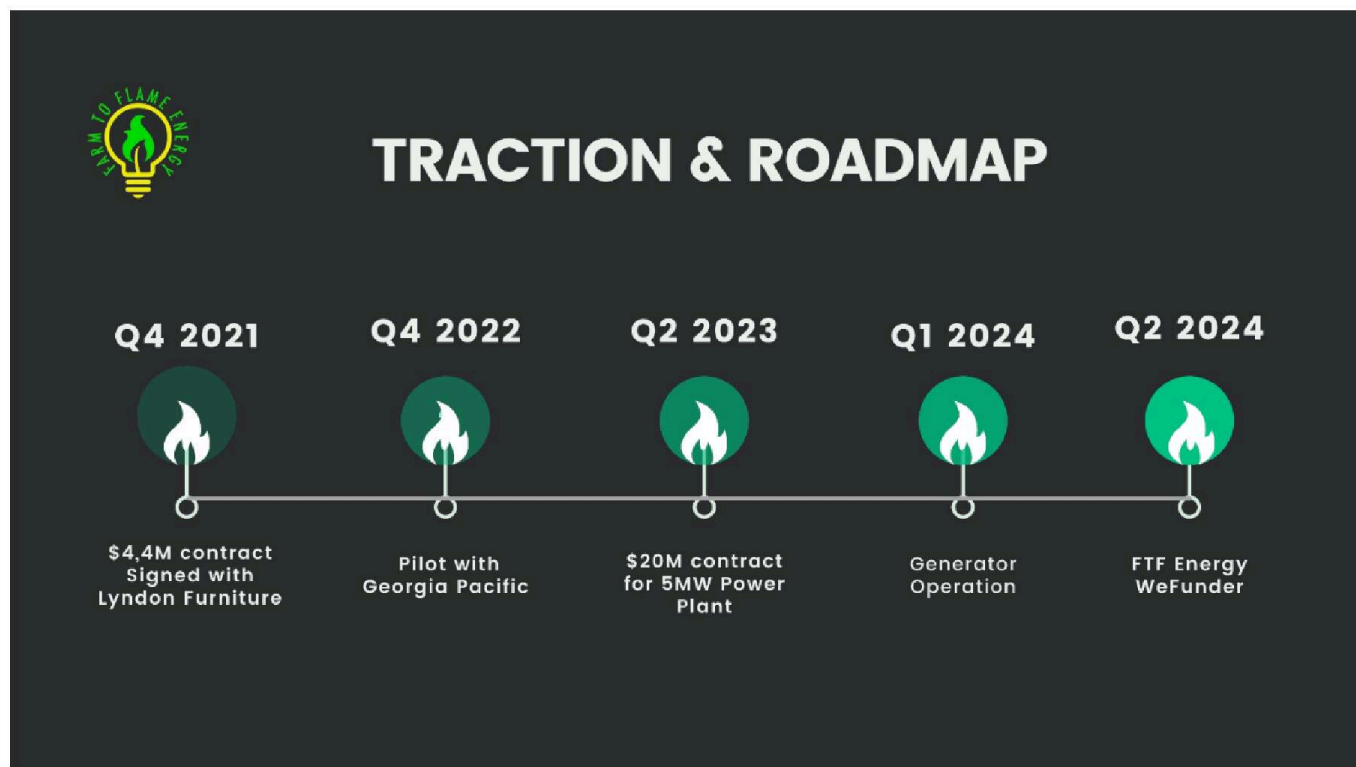 FARM TO FLAME ENERGY
TRACTION & ROADMAP
Q4 2021
$4,4M contract
Signed with
Lyndon Furniture
Q4 2022
Pilot with
Georgia Pacific
Q2 2023
$20M contract
for 5MW Power
Plant
Q1 2024
Generator
Operation
Q2 2024
FTF Energy
WeFunder